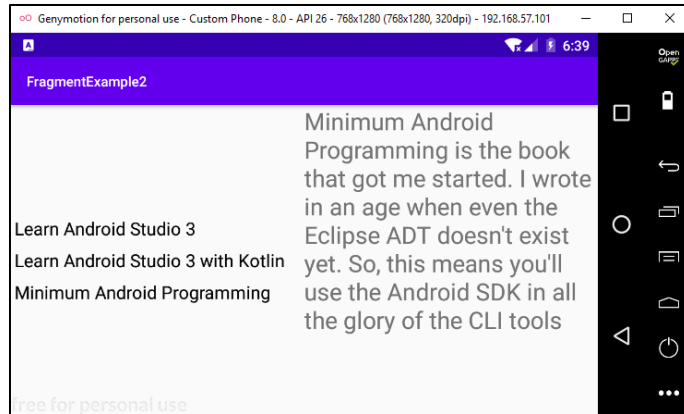 Genymotion for personal use - Custom Phone - 8.0 - API 26 - 768x1280 (768x1280, 320dpi) - 192.168.57.101
A
6:39
Open
GAPPS
FragmentExample2
Learn Android Studio 3
Learn Android Studio 3 with Kotlin
Minimum Android Programming
Minimum Android
Programming is the book
that got me started. I wrote
in an age when even the
Eclipse ADT doesn't exist
yet. So, this means you'll
use the Android SDK in all
the glory of the CLI tools
free for personal use